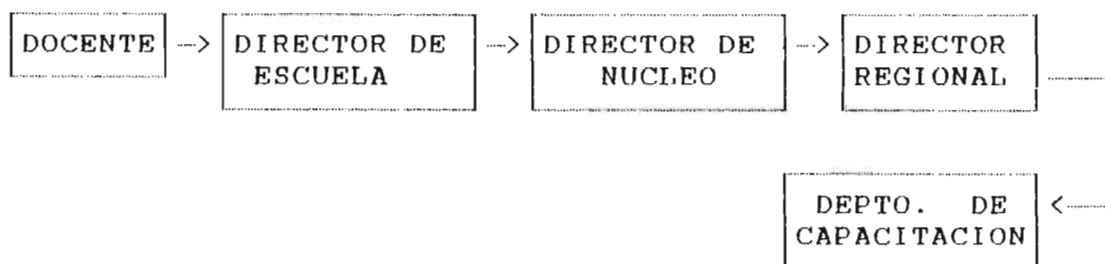 DOCENTE --> DIRECTOR DE --> DIRECTOR DE --> DIRECTOR
ESCUELA NUCLEO REGIONAL
DEPTO. DE <--
CAPACITACION